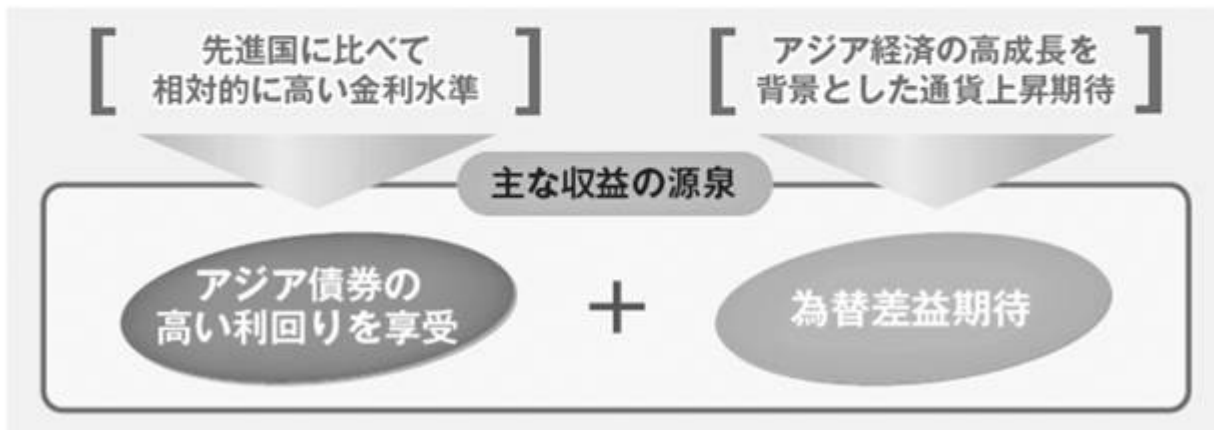 先進国に比べて
相対的に高い金利水準
アジア経済の高成長を
背景とした通貨上昇期待
主な収益の源泉
アジア債券の
高い利回りを享受
+
為替差益期待